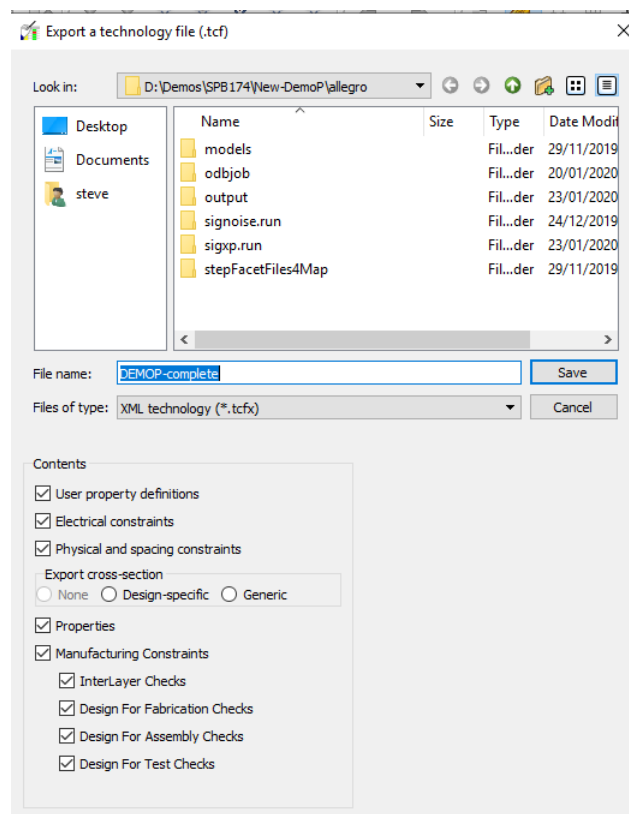 Export a technology file (.tcf)
Look in: D:\Demos\SPB174\New-DemoP\allegro
Desktop
Documents
steve
Name Size Type Date Modif
models Fil...der 29/11/2019
odbjob Fil...der 20/01/2020
output Fil...der 23/01/2020
signoise.run Fil...der 24/12/2019
sigxp.run Fil...der 23/01/2020
stepFacetFiles4Map Fil...der 29/11/2019
File name: DEMOP-complete Save
Files of type: XML technology (*.tcfx) Cancel
Contents
User property definitions
Electrical constraints
Physical and spacing constraints
Export cross-section
None Design-specific Generic
Properties
Manufacturing Constraints
InterLayer Checks
Design For Fabrication Checks
Design For Assembly Checks
Design For Test Checks